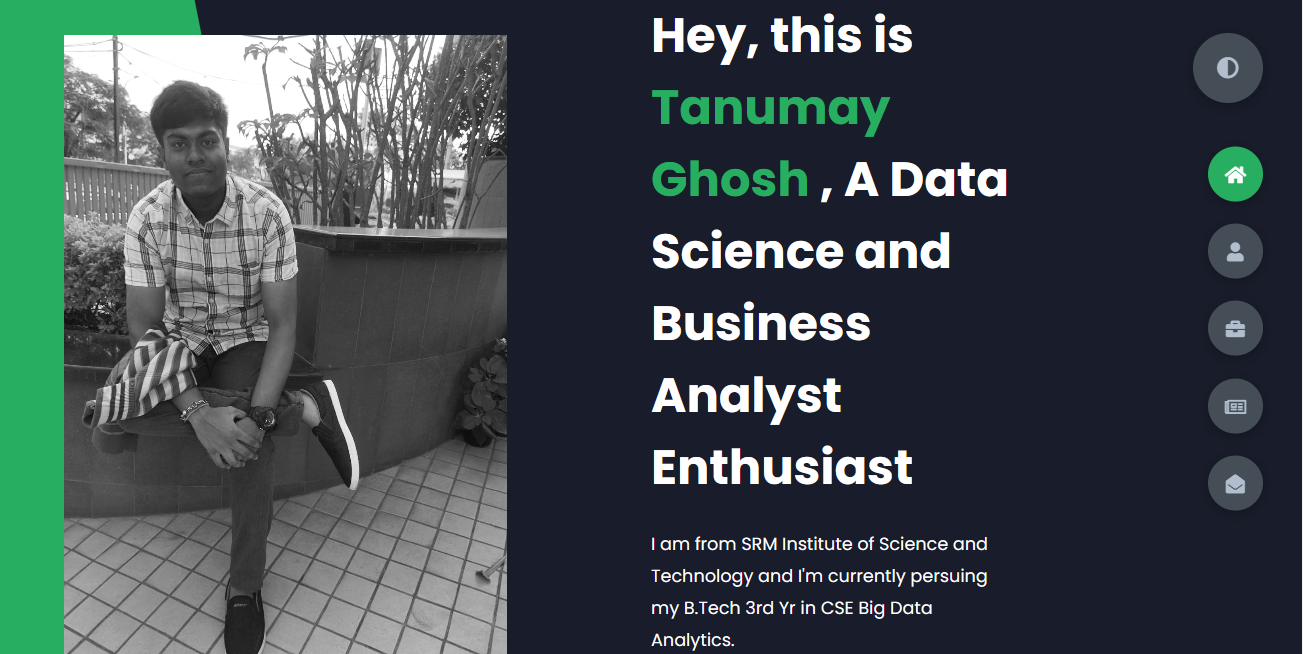 Hey, this is
Tanumay
Ghosh , A Data
Science and
Business
Analyst
Enthusiast
I am from SRM Institute of Science and
Technology and I'm currently persuing
my B.Tech 3rd Yr in CSE Big Data
Analytics.